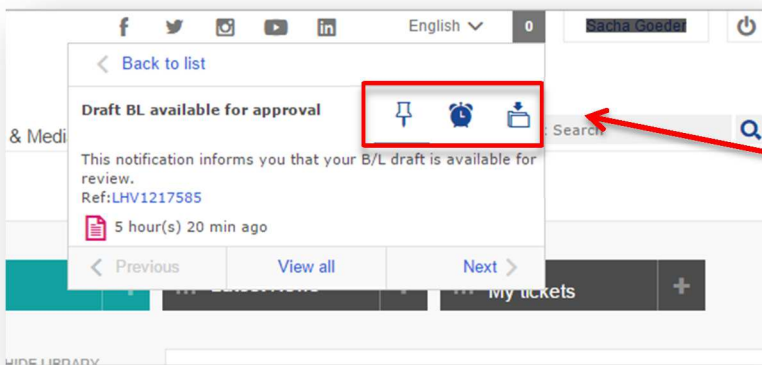 English
0
Sacha Goeder
Back to list
Draft BL available for approval
Search
& Medi
This notification informs you that your B/L draft is available for
review.
Ref:LHV1217585
5 hour(s) 20 min ago
Previous
View all
Next
My tickets
HIDE LIBRARY